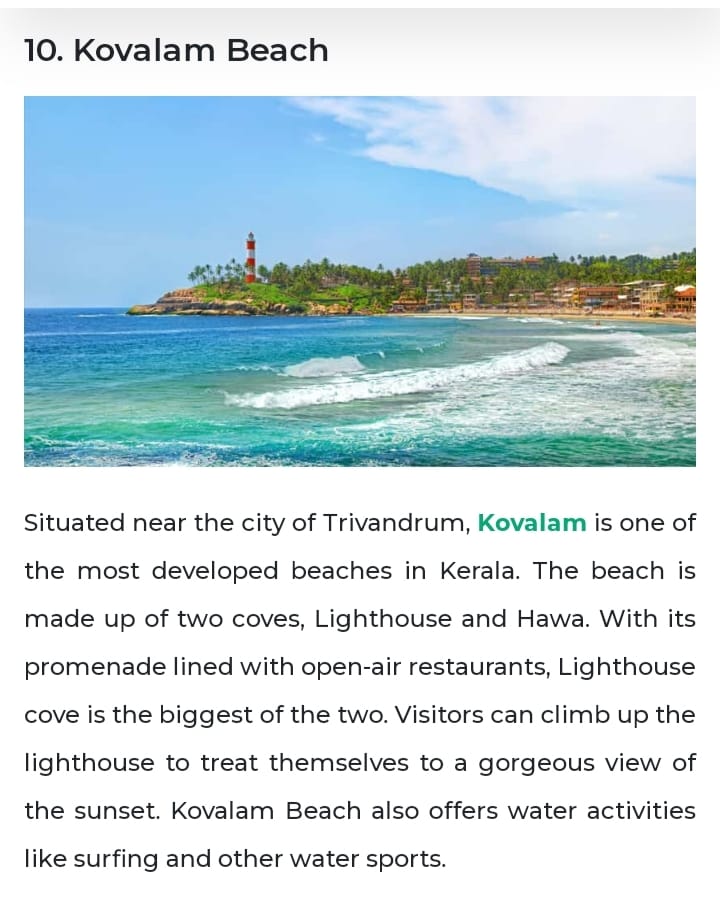 10. Kovalam Beach
Situated near the city of Trivandrum, Kovalam is one of
the most developed beaches in Kerala. The beach is
made up of two coves, Lighthouse and Hawa. With its
promenade lined with open-air restaurants, Lighthouse
cove is the biggest of the two. Visitors can climb up the
lighthouse to treat themselves to a gorgeous view of
the sunset. Kovalam Beach also offers water activities
like surfing and other water sports.